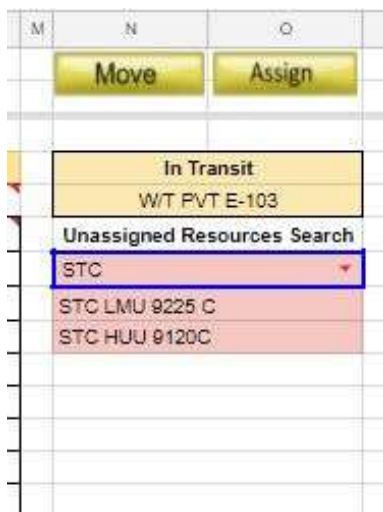 M N O
Move Assign
In Transit
W/T PVT E-103
Unassigned Resources Search
STC
STC LMU 9225 C
STC HUU 9120C